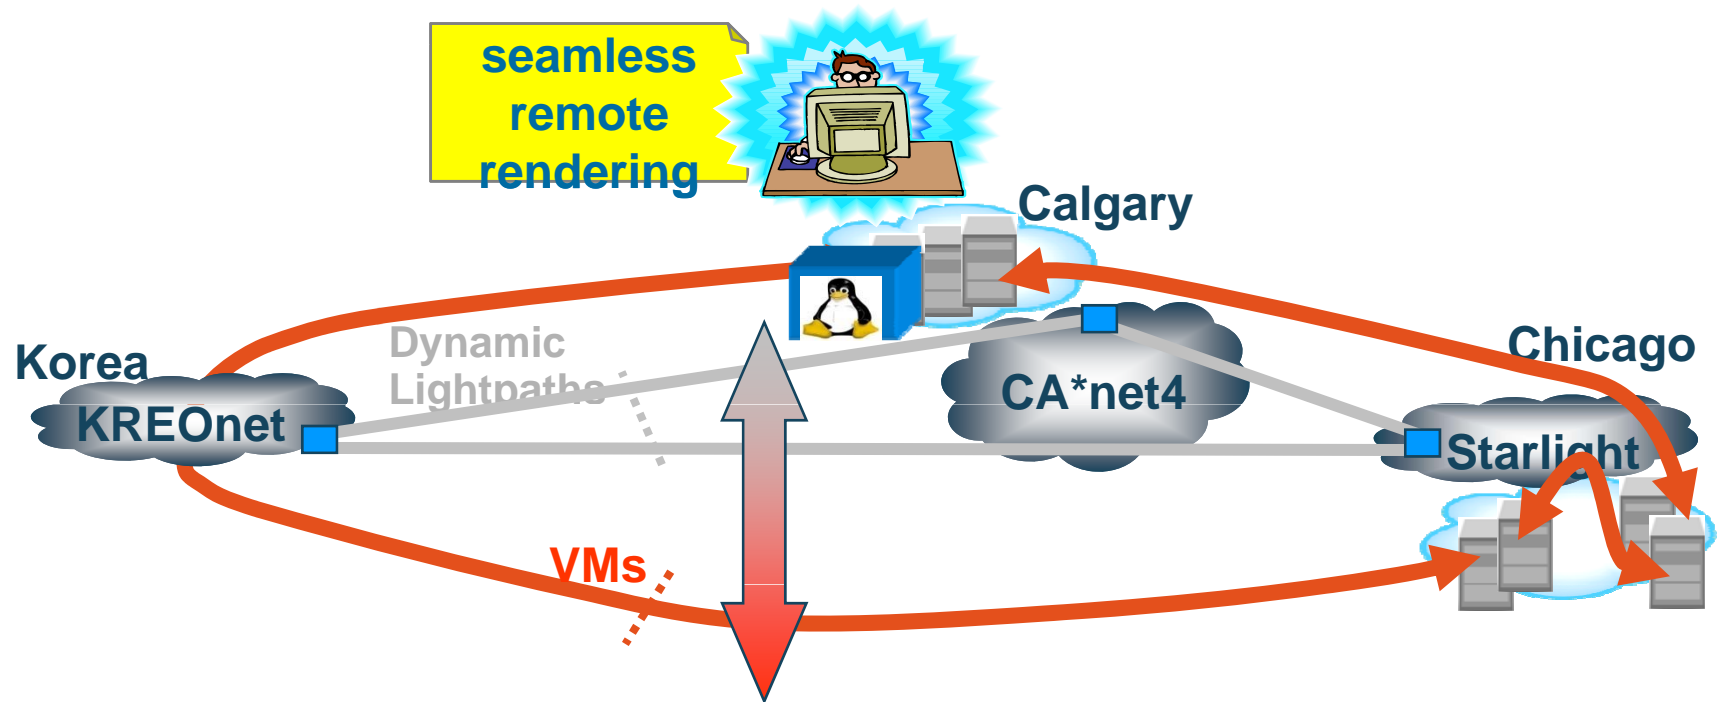 seamless
remote
rendering
Calgary
Dynamic
Lightpaths
Korea
Chicago
KREOnet
CA*net4
Starlight
VMs